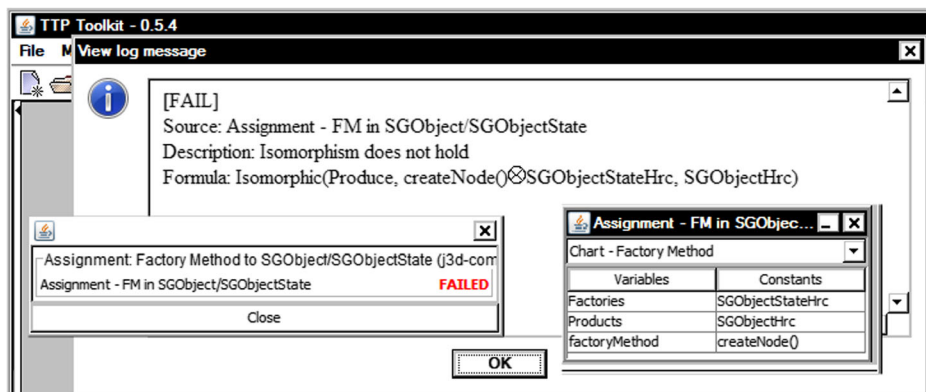 TTP Toolkit - 0.5.4
File M
View log message
[FAIL]
Source: Assignment - FM in SGObject/SGObjectState
Description: Isomorphism does not hold
Formula: Isomorphic(Produce, createNode()⊗SGObjectStateHrc, SGObjectHrc)
Assignment: Factory Method to SGObject/SGObjectState (j3d-com
Assignment - FM in SGObject/SGObjectState FAILED
Close
Assignment - FM in SGObjec...
Chart - Factory Method
Variables Constants
Factories SGObjectStateHrc
Products SGObjectHrc
factoryMethod createNode()
OK